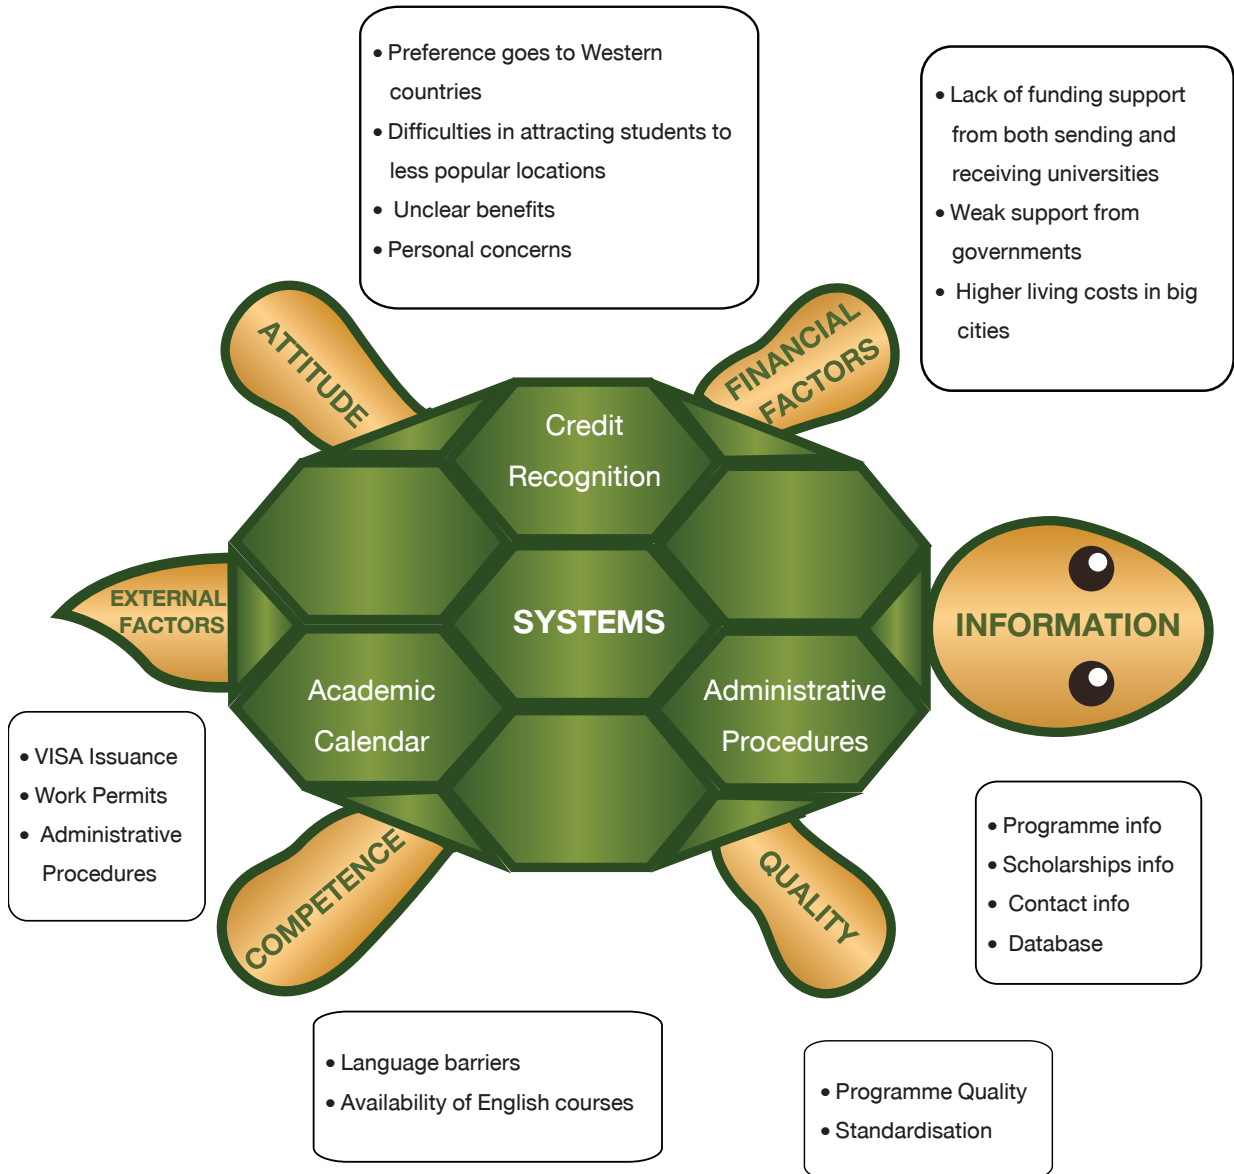 • Preference goes to Western
countries
• Difficulties in attracting students to
less popular locations
• Unclear benefits
• Personal concerns
• Lack of funding support
from both sending and
receiving universities
• Weak support from
governments
• Higher living costs in big
cities
ATTITUDE
FINANCIAL
FACTORS
Credit
Recognition
EXTERNAL
FACTORS
SYSTEMS
INFORMATION
Academic
Calendar
Administrative
Procedures
• VISA Issuance
• Work Permits
• Administrative
Procedures
COMPETENCE
QUALITY
• Programme info
• Scholarships info
• Contact info
• Database
• Language barriers
• Availability of English courses
• Programme Quality
• Standardisation